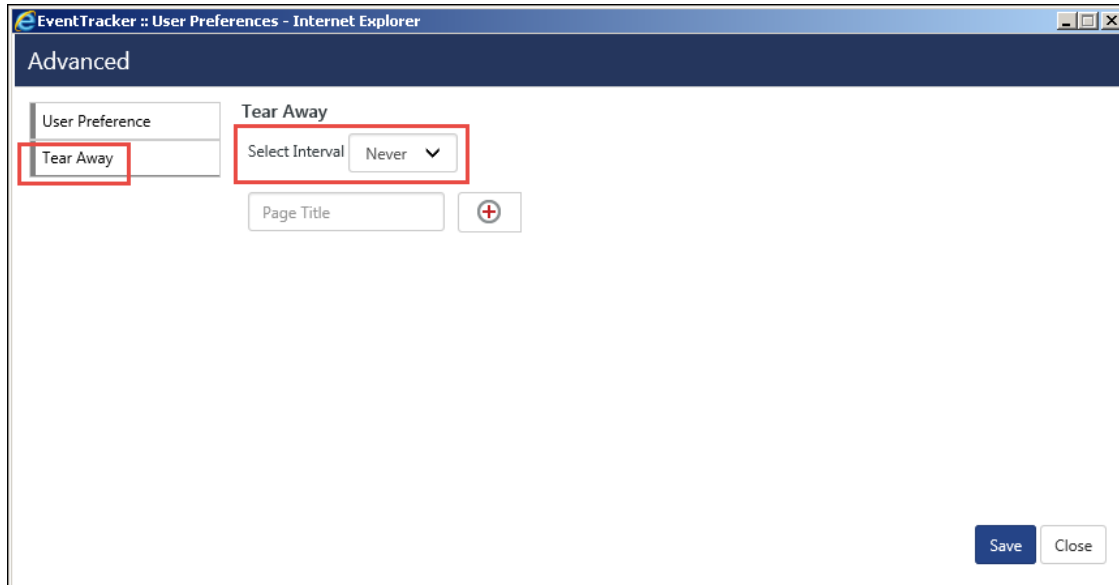 EventTracker :: User Preferences - Internet Explorer
Advanced
User Preference
Tear Away
Tear Away
Select Interval Never
Page Title
Save Close